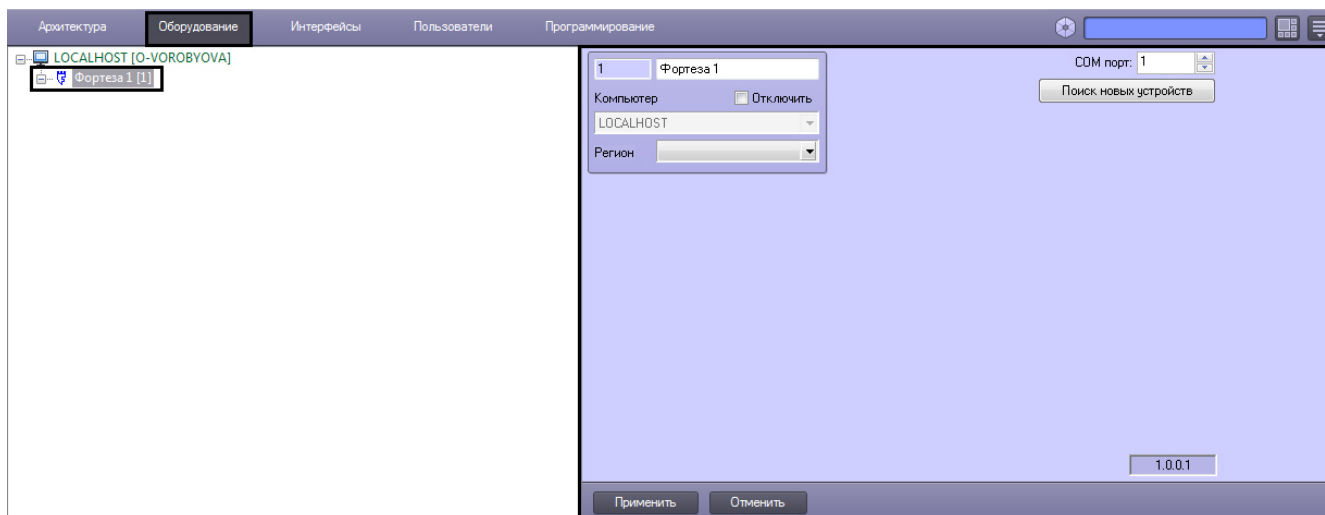 Архитектура Оборудование Интерфейсы Пользователи Программирование
LOCALHOST [O-VOROBYOVA]
Фортеза 1 [1]
1 Фортеза 1
Компьютер Отключить
LOCALHOST
Регион
COM порт: 1
Поиск новых устройств
1.0.0.1
Применить Отменить